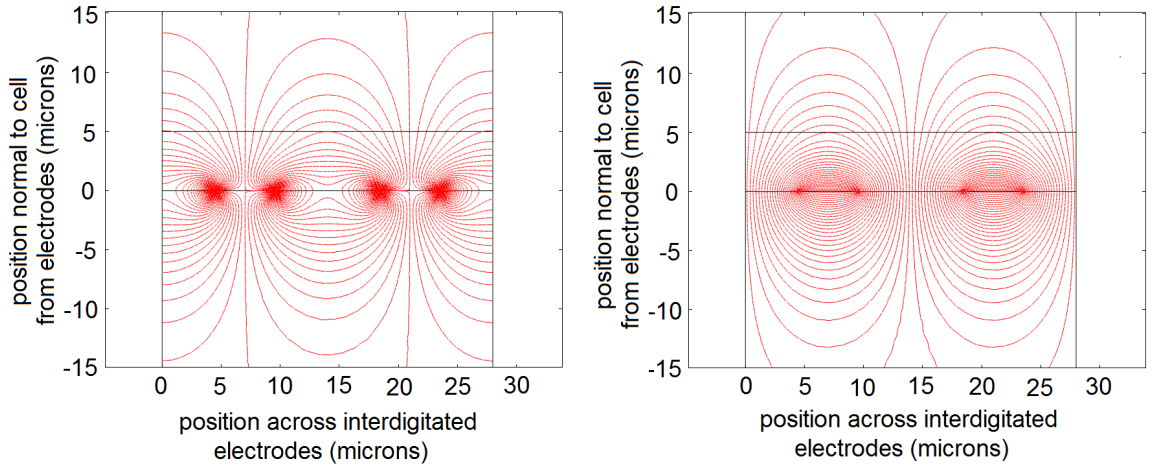 15
10
5
0
-5
-10
-15
0 5 10 15 20 25 30
position normal to cell
from electrodes (microns)
position across interdigitated
electrodes (microns)
15
10
5
0
-5
-10
-15
0 5 10 15 20 25 30
position normal to cell
from electrodes (microns)
position across interdigitated
electrodes (microns)